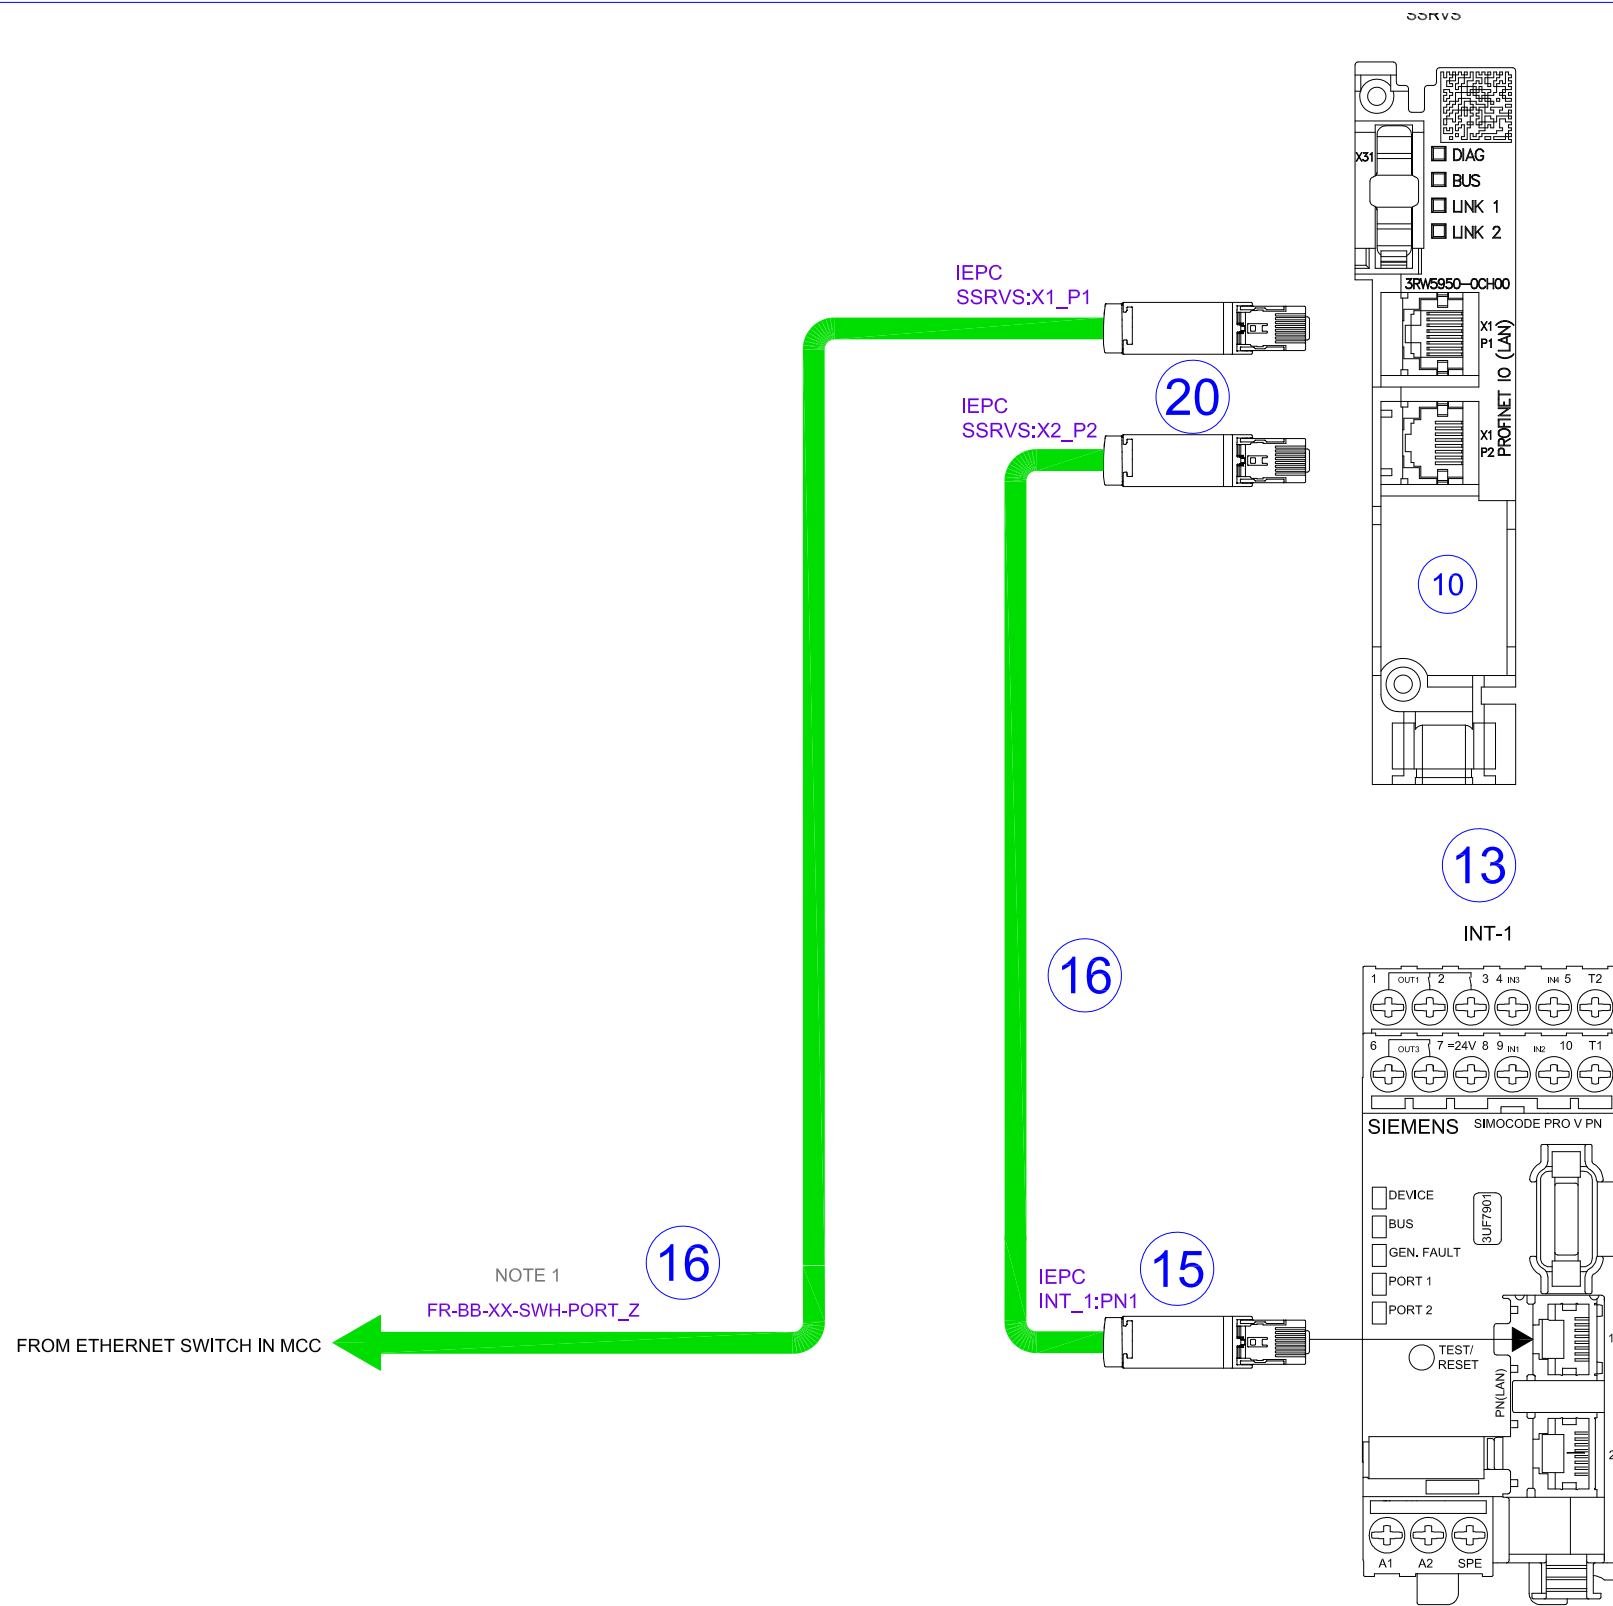 SSRVS
X31
DIAG
BUS
LINK 1
LINK 2
3RW5950-0CH00
X1
P1
X1
P2
PROFINET IO (LAN)
IEPC
SSRVS:X1_P1
20
IEPC
SSRVS:X2_P2
10
13
INT-1
16
1 OUT1 2 3 4 IN3 IN4 5 T2
6 OUT3 7 =24V 8 9 IN1 IN2 10 T1
SIEMENS SIMOCODE PRO V PN
DEVICE
BUS
GEN. FAULT
PORT 1
PORT 2
3UF7901
TEST/
RESET
PN(LAN)
1
2
A1 A2 SPE
16
NOTE 1
FR-BB-XX-SWH-PORT_Z
FROM ETHERNET SWITCH IN MCC
15
IEPC
INT_1:PN1